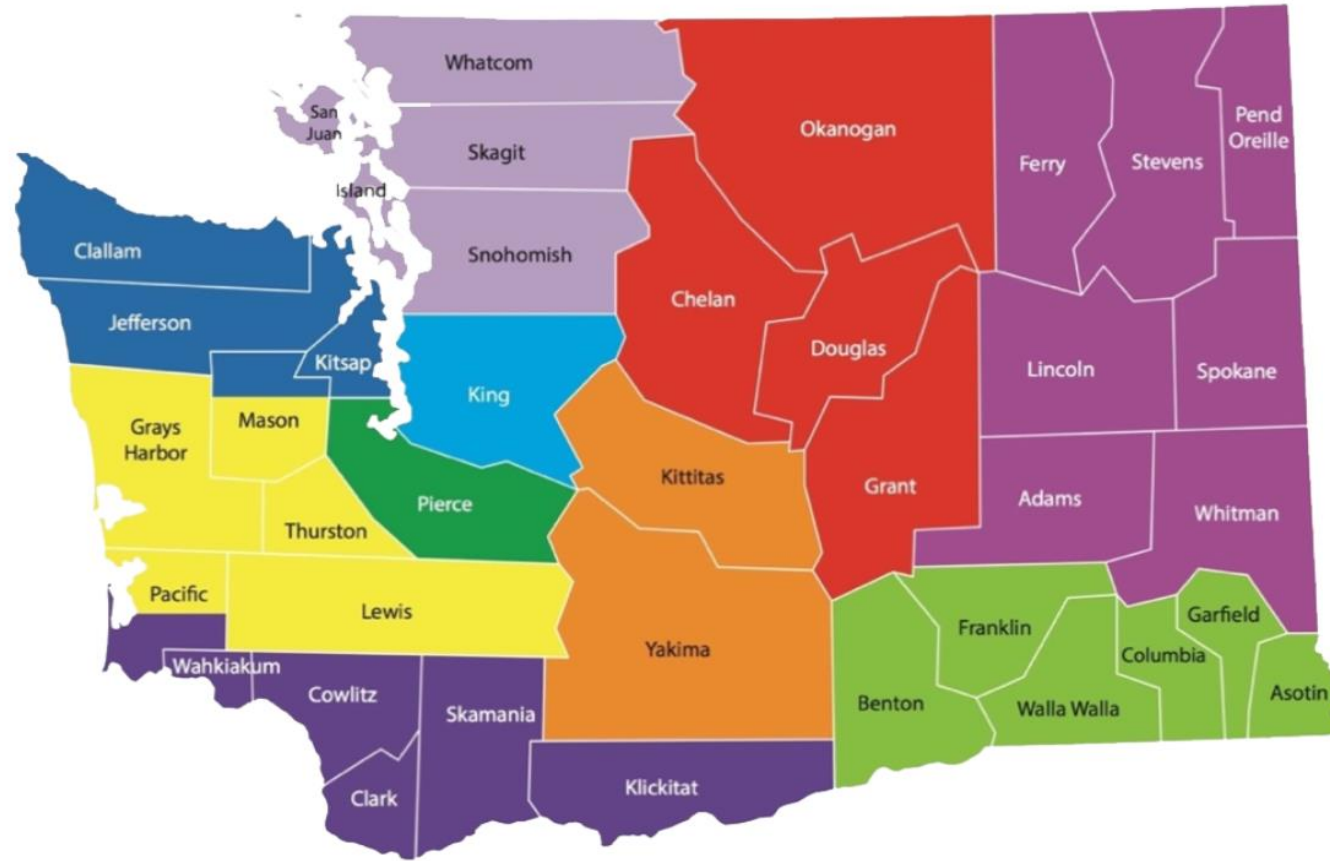 Whatcom
San
Juan
Skagit
Island
Snohomish
Okanogan
Ferry
Stevens
Pend
Oreille
Clallam
Jefferson
Kitsap
King
Chelan
Douglas
Lincoln
Spokane
Grays
Harbor
Mason
Pierce
Kittitas
Grant
Adams
Whitman
Thurston
Pacific
Lewis
Yakima
Franklin
Garfield
Columbia
Benton
Walla Walla
Asotin
Wahkiakum
Cowlitz
Skamania
Clark
Klickitat